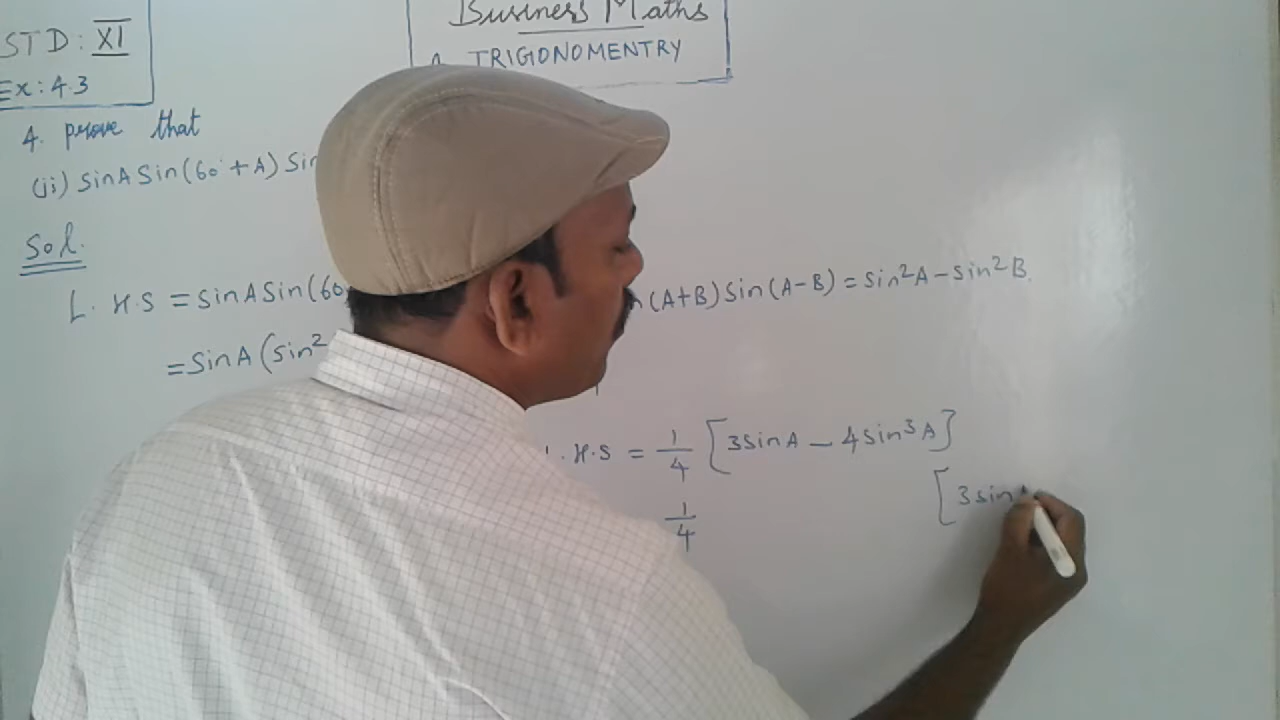 STD: XI
Ex: 4.3
Business Maths
TRIGONOMENTRY
4. prove that
(ii) SinA Sin(60° + A) Sin
Sol.
L. H.S = SinA Sin(60
(A+B) Sin(A-B) = Sin²A - Sin²B.
= SinA (Sin²
H.S = 1/4 [3SinA - 4Sin³A]
1/4 [3Sin